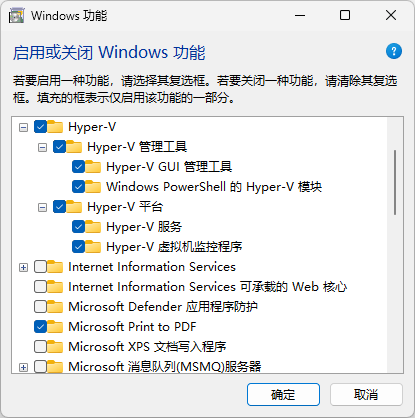 Windows 功能
启用或关闭 Windows 功能
?
若要启用一种功能，请选择其复选框。若要关闭一种功能，请清除其复选
框。填充的框表示仅启用该功能的一部分。
Hyper-V
Hyper-V 管理工具
Hyper-V GUI 管理工具
Windows PowerShell 的 Hyper-V 模块
Hyper-V 平台
Hyper-V 服务
Hyper-V 虚拟机监控程序
Internet Information Services
Internet Information Services 可承载的 Web 核心
Microsoft Defender 应用程序防护
Microsoft Print to PDF
Microsoft XPS 文档写入程序
Microsoft 消息队列(MSMQ)服务器
确定
取消